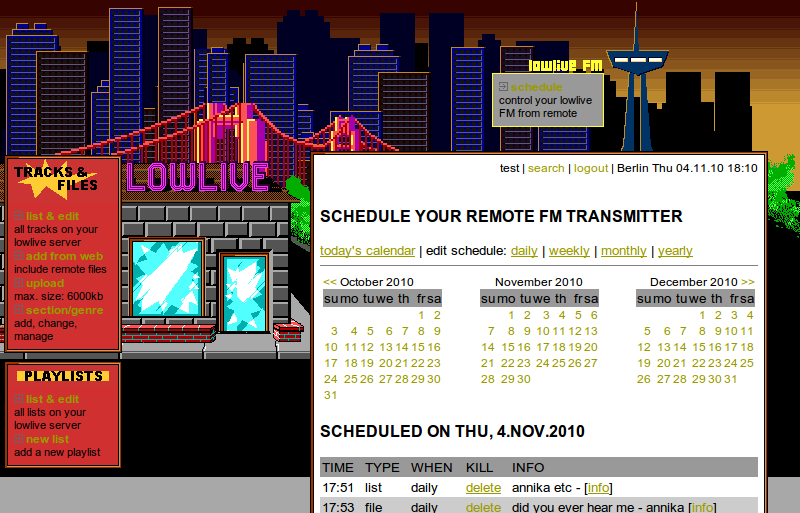 lowlive FM
schedule
control your lowlive
FM from remote
TRACKS &
FILES
list & edit
all tracks on your
lowlive server
add from web
include remote files
upload
max. size: 6000kb
section/genre
add, change,
manage
PLAYLISTS
list & edit
all lists on your
lowlive server
new list
add a new playlist
LOWLIVE
test | search | logout | Berlin Thu 04.11.10 18:10
SCHEDULE YOUR REMOTE FM TRANSMITTER
today's calendar | edit schedule: daily | weekly | monthly | yearly
<< October 2010
su mo tu we th fr sa
1 2
3 4 5 6 7 8 9
10 11 12 13 14 15 16
17 18 19 20 21 22 23
24 25 26 27 28 29 30
31
November 2010
su mo tu we th fr sa
1 2 3 4 5 6
7 8 9 10 11 12 13
14 15 16 17 18 19 20
21 22 23 24 25 26 27
28 29 30
December 2010 >>
su mo tu we th fr sa
1 2 3 4
5 6 7 8 9 10 11
12 13 14 15 16 17 18
19 20 21 22 23 24 25
26 27 28 29 30 31
SCHEDULED ON THU, 4.NOV.2010
TIME TYPE WHEN KILL INFO
17:51 list daily delete annika etc - [info]
17:53 file daily delete did you ever hear me - annika [info]